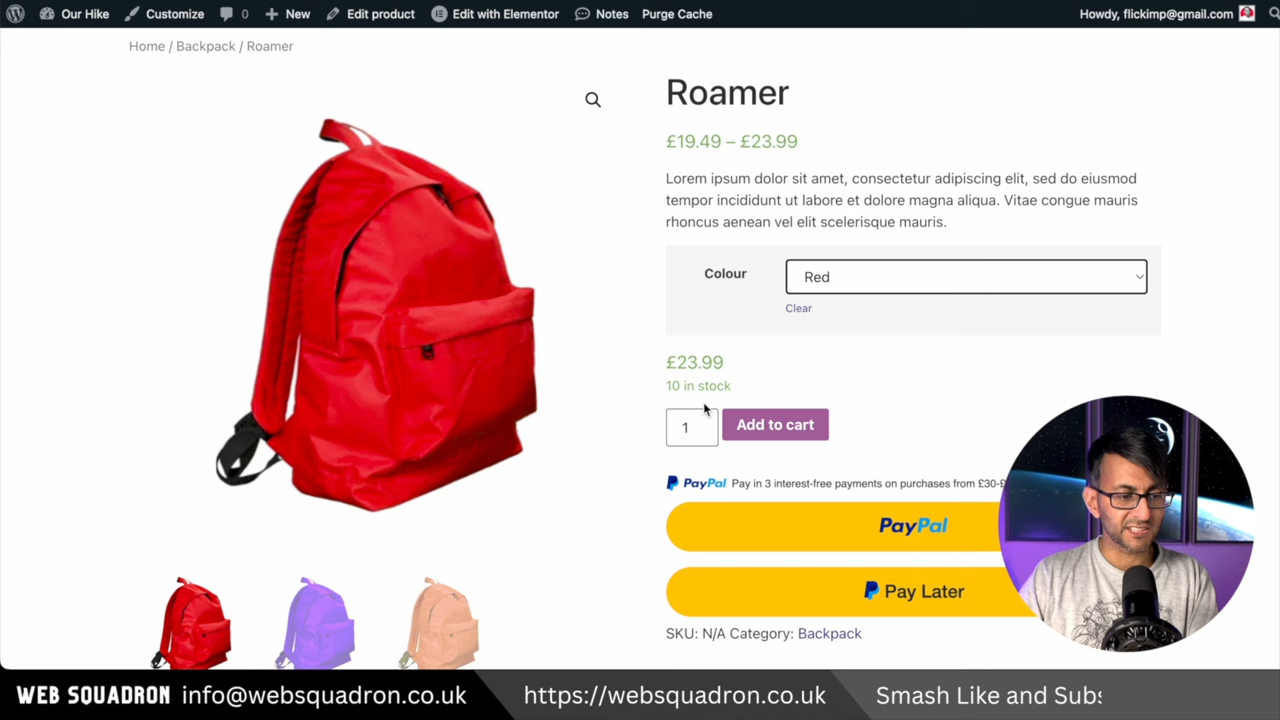 Our Hike Customize 0 New Edit product Edit with Elementor Notes Purge Cache Howdy, flickimp@gmail.com
Home / Backpack / Roamer
Roamer
£19.49 – £23.99
Lorem ipsum dolor sit amet, consectetur adipiscing elit, sed do eiusmod
tempor incididunt ut labore et dolore magna aliqua. Vitae congue mauris
rhoncus aenean vel elit scelerisque mauris.
Colour Red
Clear
£23.99
10 in stock
1 Add to cart
PayPal Pay in 3 interest-free payments on purchases from £30-
PayPal
Pay Later
SKU: N/A Category: Backpack
WEB SQUADRON info@websquadron.co.uk https://websquadron.co.uk Smash Like and Subs